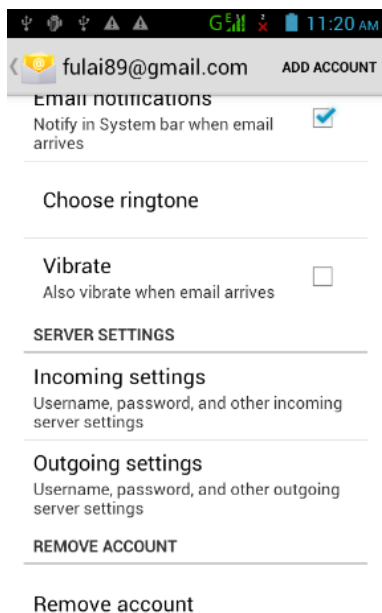 G E 2 11:20 AM
fulai89@gmail.com ADD ACCOUNT
Email notifications
Notify in System bar when email
arrives
Choose ringtone
Vibrate
Also vibrate when email arrives
SERVER SETTINGS
Incoming settings
Username, password, and other incoming
server settings
Outgoing settings
Username, password, and other outgoing
server settings
REMOVE ACCOUNT
Remove account